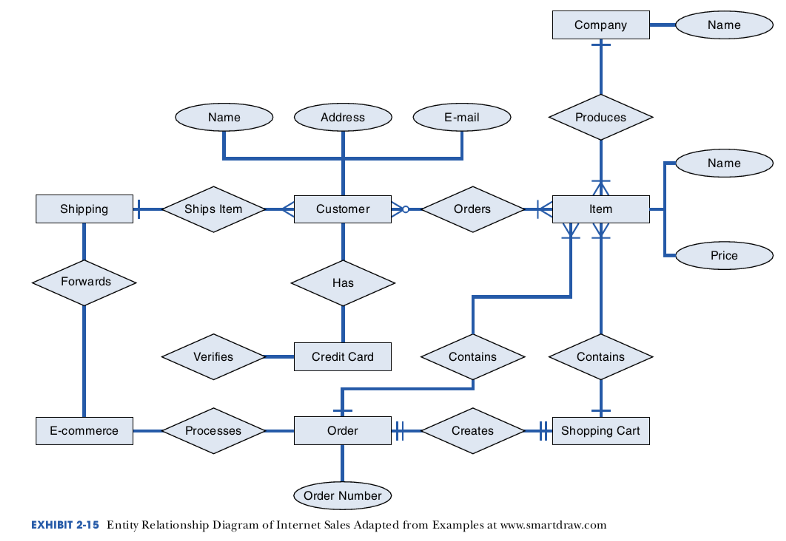 Company
Name
Name
Address
E-mail
Produces
Name
Shipping
Ships Item
Customer
Orders
Item
Price
Forwards
Has
Verifies
Credit Card
Contains
Contains
E-commerce
Processes
Order
Creates
Shopping Cart
Order Number
EXHIBIT 2-15 Entity Relationship Diagram of Internet Sales Adapted from Examples at www.smartdraw.com